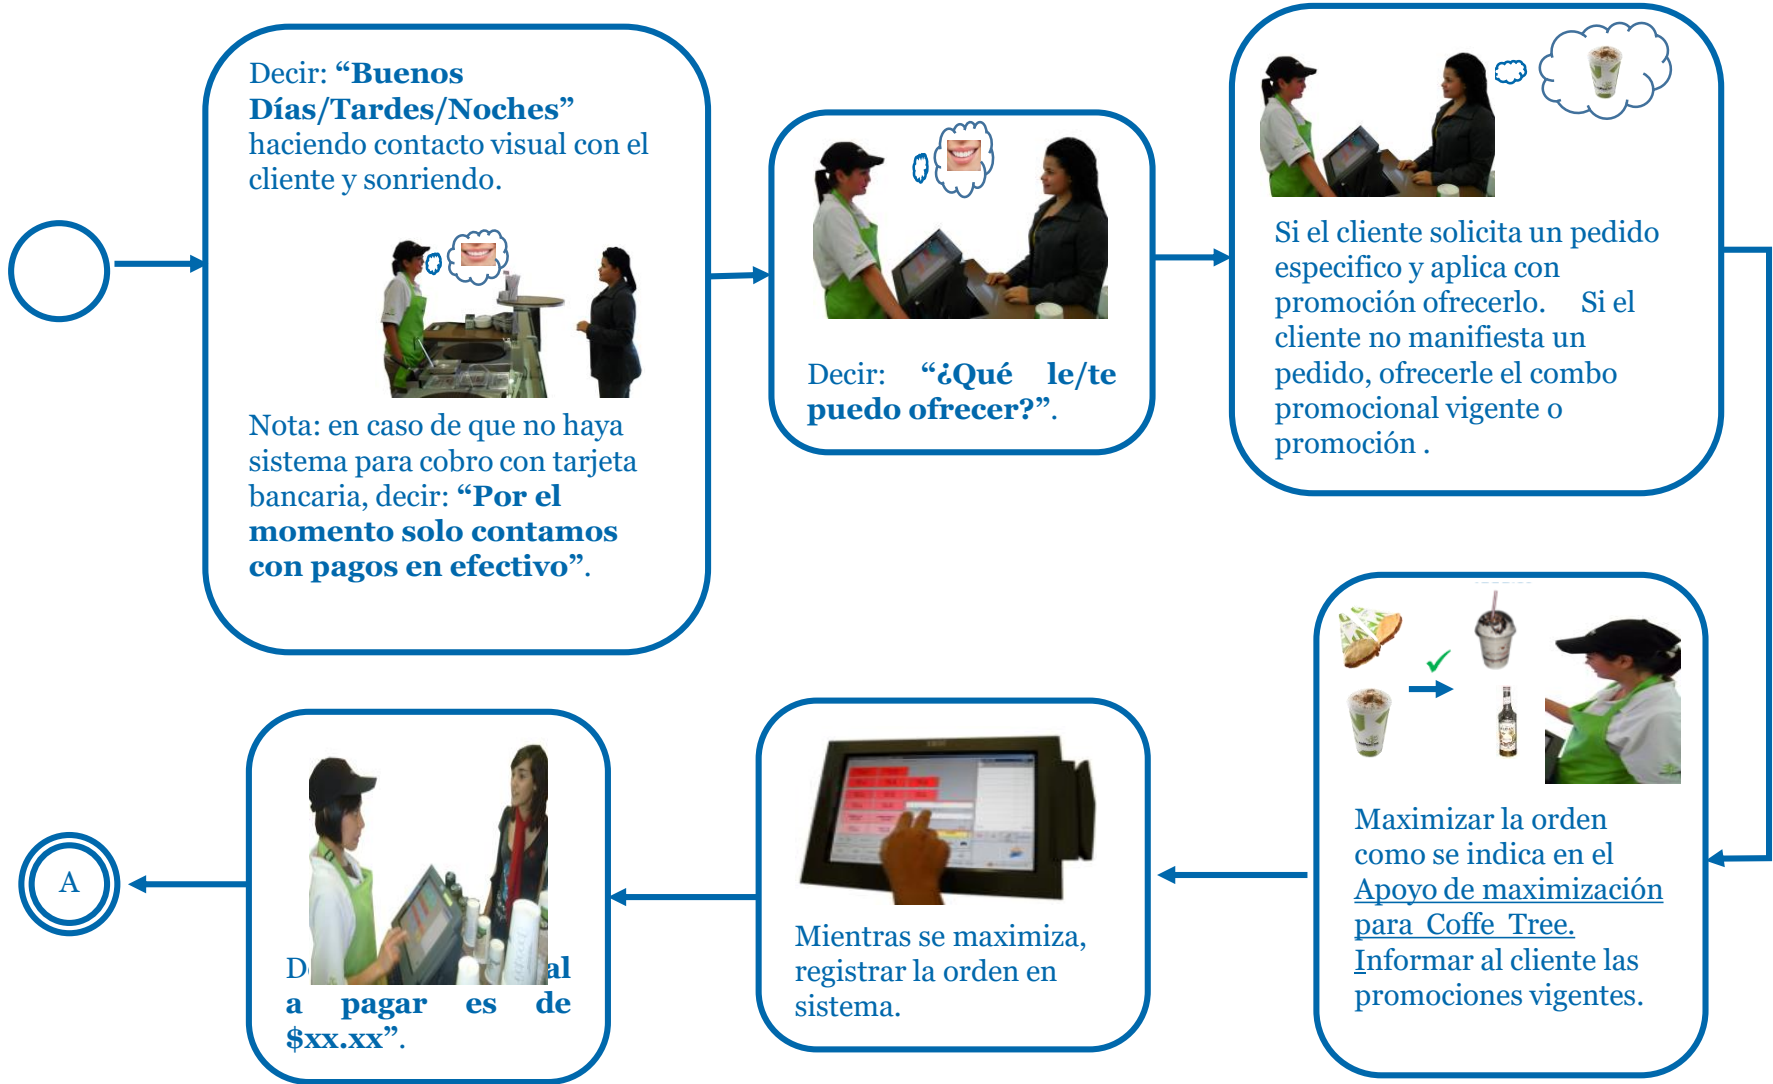 Decir: “Buenos
Días/Tardes/Noches”
haciendo contacto visual con el
cliente y sonriendo.
Nota: en caso de que no haya
sistema para cobro con tarjeta
bancaria, decir: “Por el
momento solo contamos
con pagos en efectivo”.
Decir: “¿Qué le/te
puedo ofrecer?”.
Si el cliente solicita un pedido
especifico y aplica con
promoción ofrecerlo. Si el
cliente no manifiesta un
pedido, ofrecerle el combo
promocional vigente o
promoción .
Maximizar la orden
como se indica en el
Apoyo de maximización
para Coffe Tree.
Informar al cliente las
promociones vigentes.
Mientras se maximiza,
registrar la orden en
sistema.
al
a pagar es de
$xx.xx”.
A